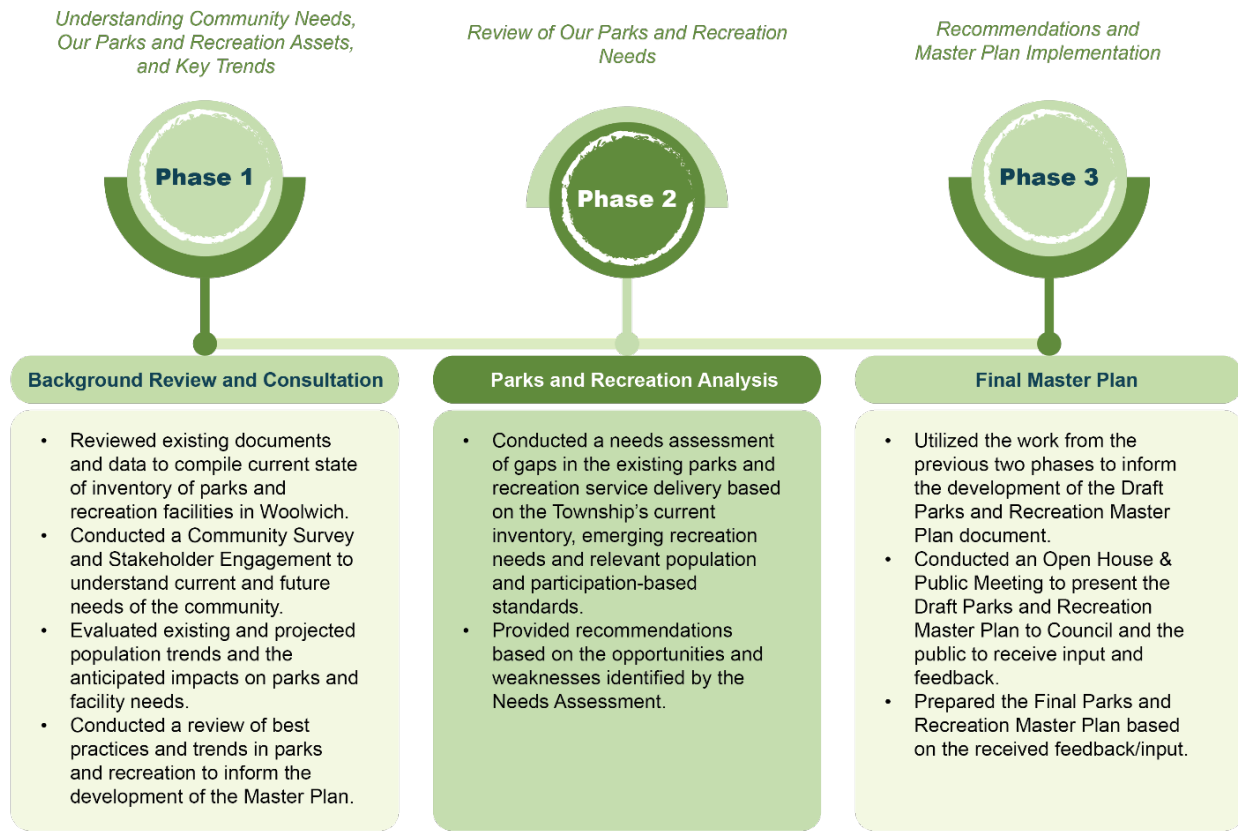 Understanding Community Needs,
Our Parks and Recreation Assets,
and Key Trends
Phase 1
Background Review and Consultation
• Reviewed existing documents
and data to compile current state
of inventory of parks and
recreation facilities in Woolwich.
• Conducted a Community Survey
and Stakeholder Engagement to
understand current and future
needs of the community.
• Evaluated existing and projected
population trends and the
anticipated impacts on parks and
facility needs.
• Conducted a review of best
practices and trends in parks
and recreation to inform the
development of the Master Plan.
Review of Our Parks and Recreation
Needs
Phase 2
Parks and Recreation Analysis
• Conducted a needs assessment
of gaps in the existing parks and
recreation service delivery based
on the Township’s current
inventory, emerging recreation
needs and relevant population
and participation-based
standards.
• Provided recommendations
based on the opportunities and
weaknesses identified by the
Needs Assessment.
Recommendations and
Master Plan Implementation
Phase 3
Final Master Plan
• Utilized the work from the
previous two phases to inform
the development of the Draft
Parks and Recreation Master
Plan document.
• Conducted an Open House &
Public Meeting to present the
Draft Parks and Recreation
Master Plan to Council and the
public to receive input and
feedback.
• Prepared the Final Parks and
Recreation Master Plan based
on the received feedback/input.